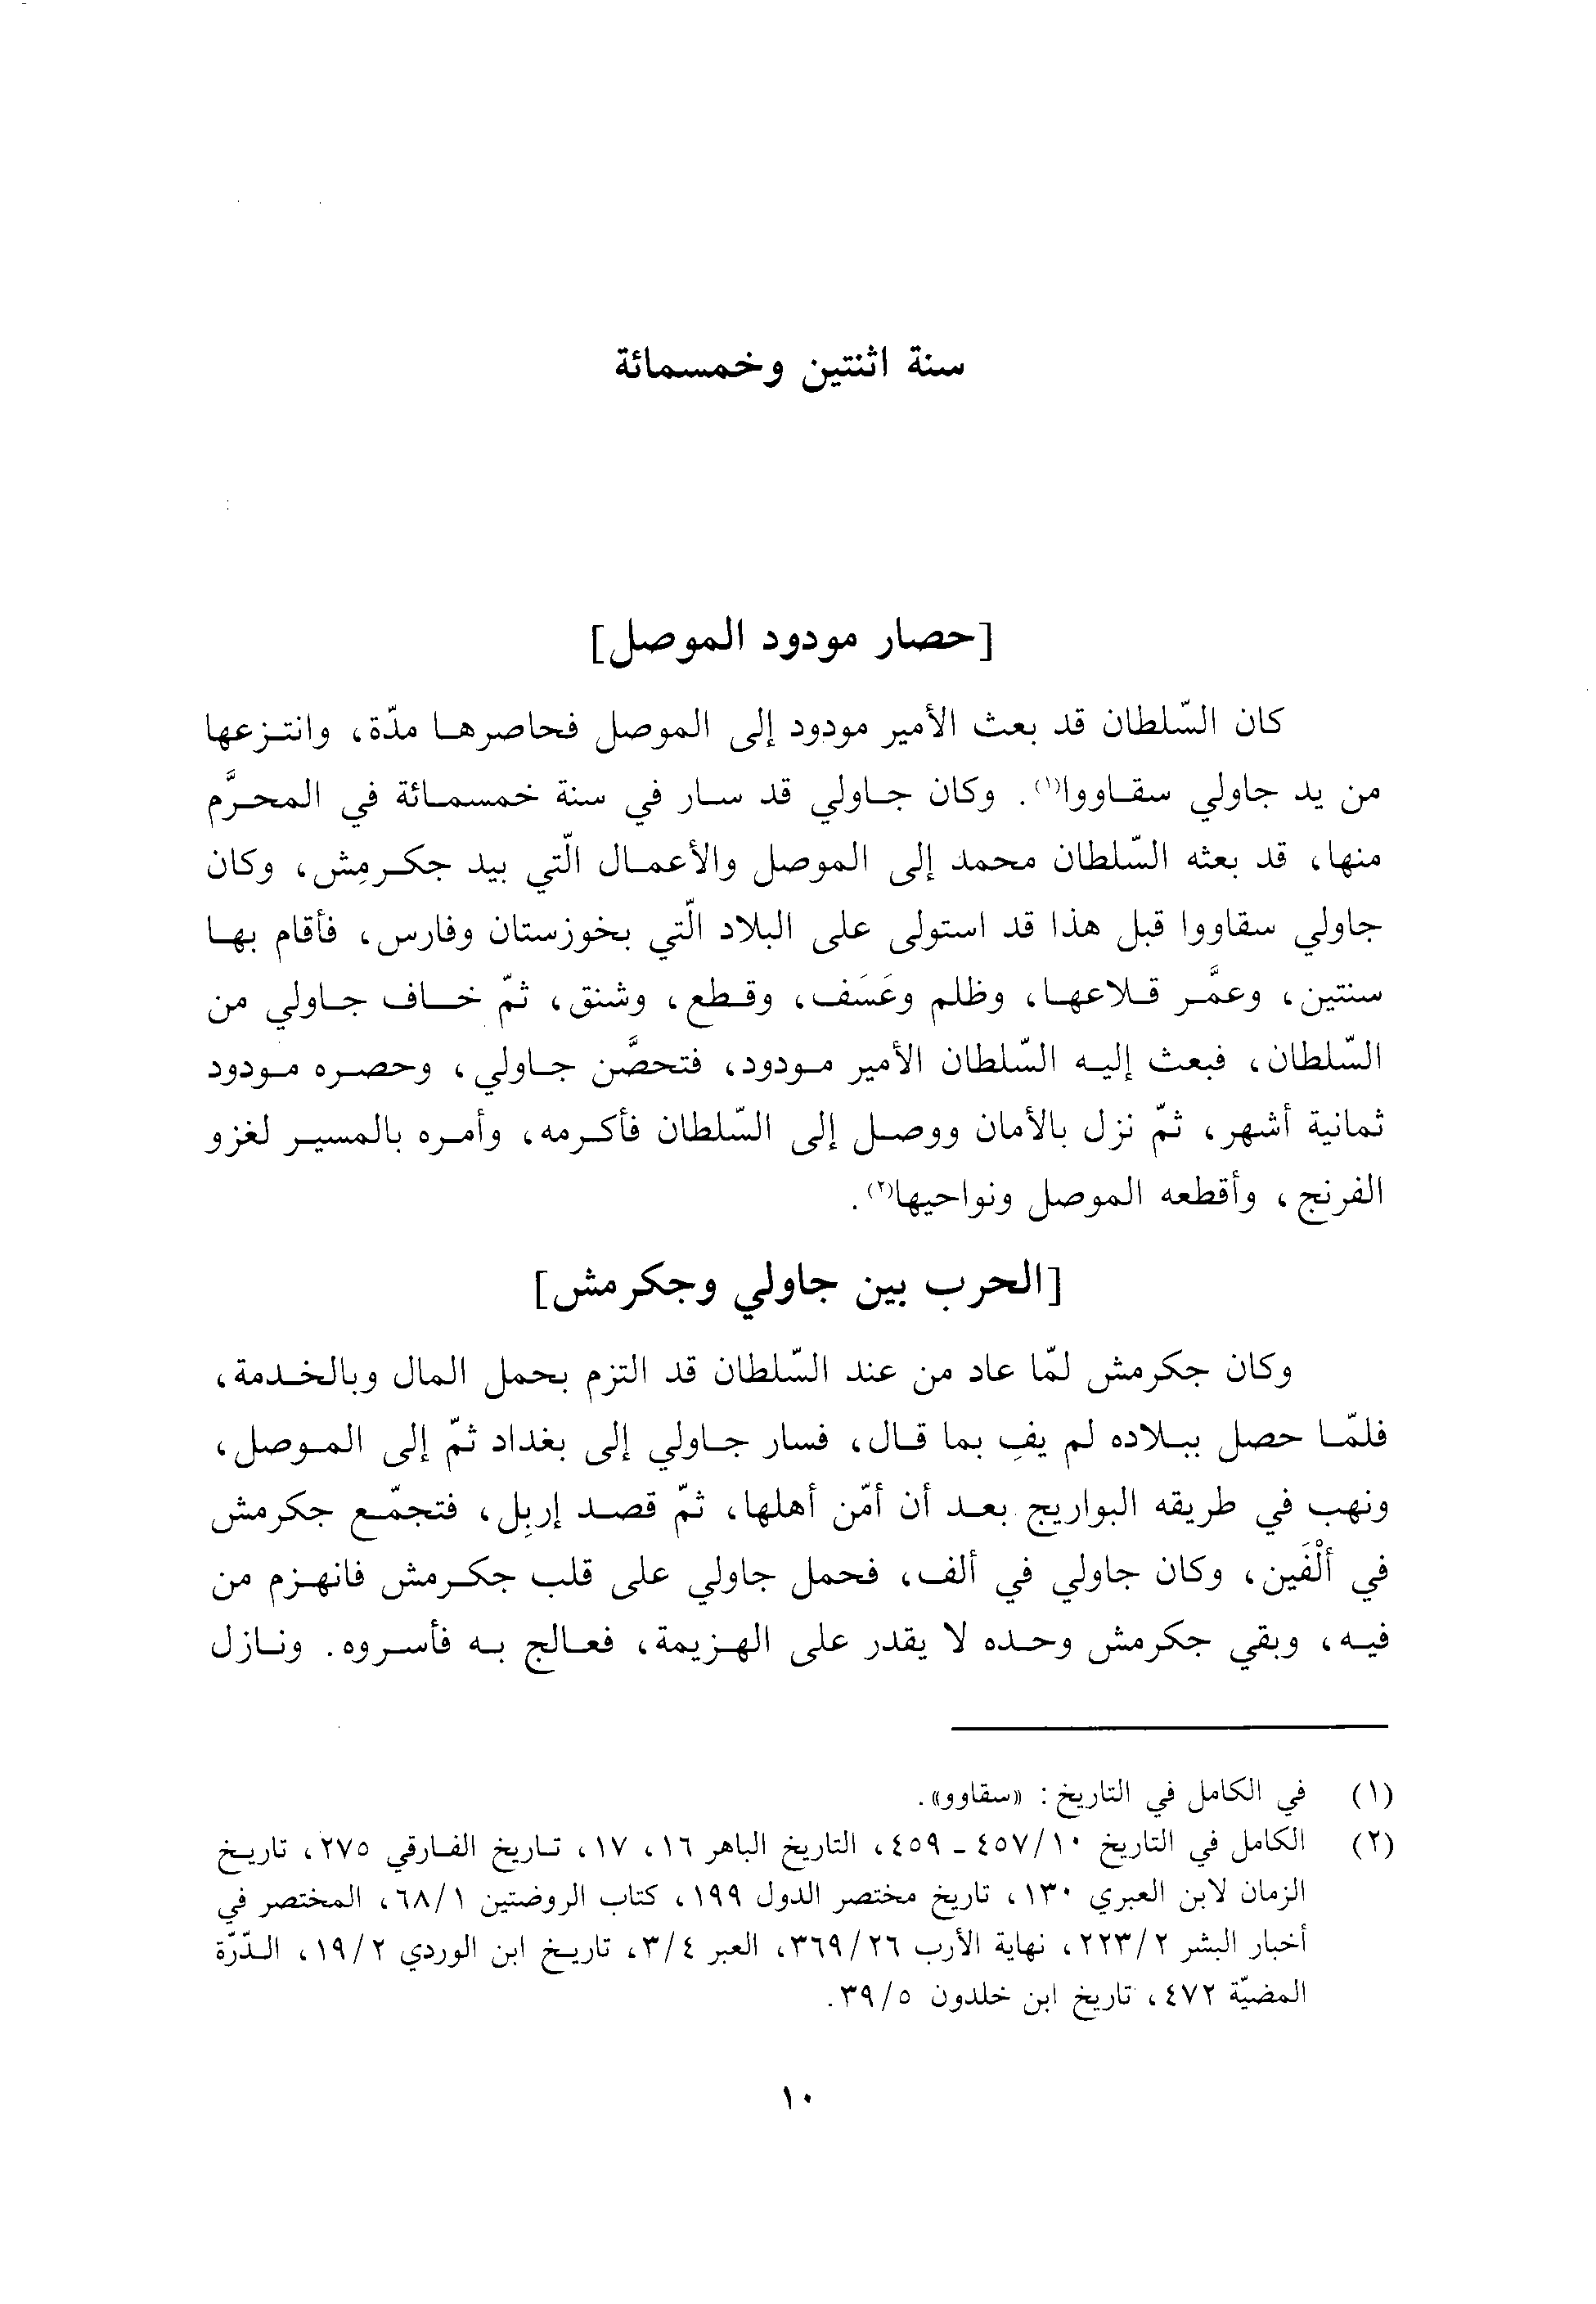 سنة اثنتين وخمسمائة
[حصار مودود الموصل]
كان السّلطان قد بعث الأمير مودود إلى الموصل فحاصرها مدّة، وانتزعها
من يد جاولي سقاووا(١). وكان جاولي قد سار في سنة خمسمائة في المحرَّم
منها، قد بعثه السّلطان محمد إلى الموصل والأعمال الّتي بيد جكرمِش، وكان
جاولي سقاووا قبل هذا قد استولى على البلاد الّتي بخوزستان وفارس، فأقام بها
سنتين، وعمَّر قلاعها، وظلم وعَسَف، وقطع، وشنق، ثمّ خاف جاولي من
السّلطان، فبعث إليه السّلطان الأمير مودود، فتحصَّن جاولي، وحصره مودود
ثمانية أشهر، ثمّ نزل بالأمان ووصل إلى السّلطان فأكرمه، وأمره بالمسير لغزو
الفرنج، وأقطعه الموصل ونواحيها(٢).
[الحرب بين جاولي وجكرمش]
وكان جكرمش لمّا عاد من عند السّلطان قد التزم بحمل المال وبالخدمة،
فلمّا حصل ببلاده لم يفِ بما قال، فسار جاولي إلى بغداد ثمّ إلى الموصل،
ونهب في طريقه البواريج بعد أن أمّن أهلها، ثمّ قصد إربِل، فتجمّع جكرمش
في ألْفَين، وكان جاولي في ألف، فحمل جاولي على قلب جكرمش فانهزم من
فيه، وبقي جكرمش وحده لا يقدر على الهزيمة، فعالج به فأسروه. ونازل
(١) في الكامل في التاريخ: «سقاوو».
(٢) الكامل في التاريخ ١٠/ ٤٥٧ ـ ٤٥٩، التاريخ الباهر ١٦، ١٧، تاريخ الفارقي ٢٧٥، تاريخ
الزمان لابن العبري ١٣٠، تاريخ مختصر الدول ١٩٩، كتاب الروضتين ١/ ٦٨، المختصر في
أخبار البشر ٢/ ٢٢٣، نهاية الأرب ٢٦/ ٣٦٩، العبر ٤/ ٣، تاريخ ابن الوردي ٢/ ١٩، الدّرّة
المضيّة ٤٧٢، تاريخ ابن خلدون ٥/ ٣٩.
١٠